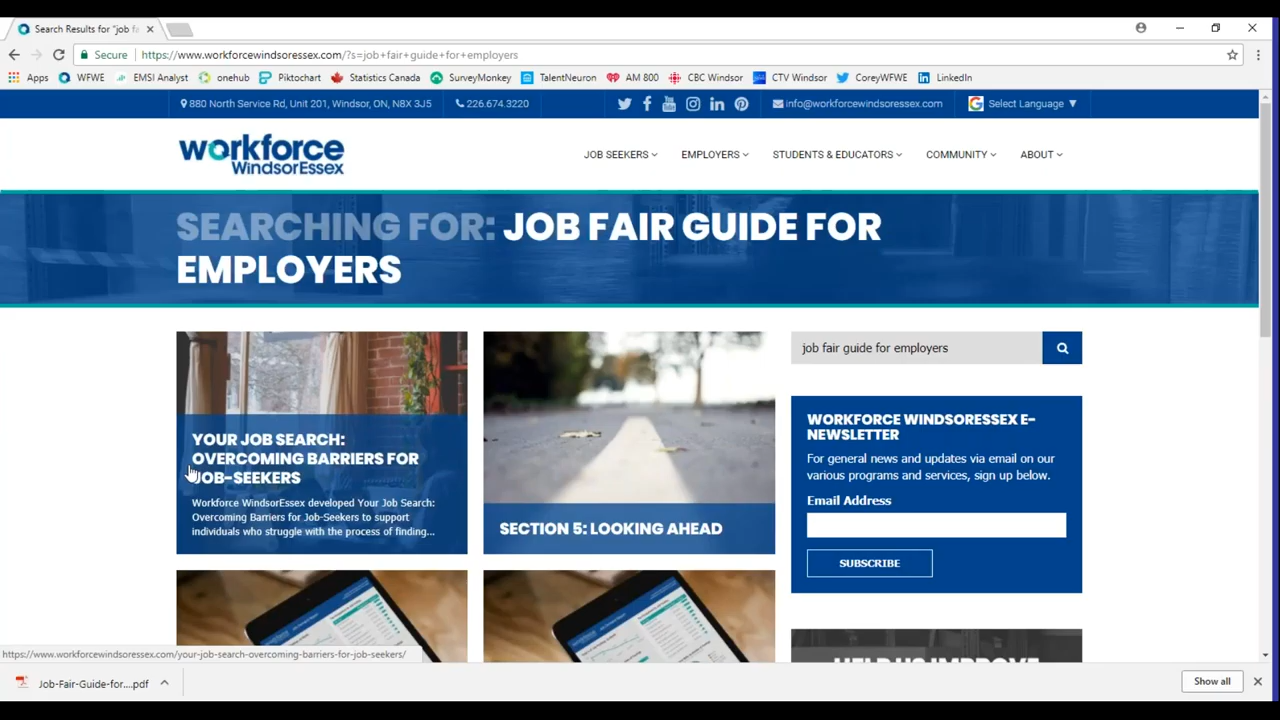 Search Results for "job fa
Secure
https://www.workforcewindsoressex.com/?s=job+fair+guide+for+employers
Apps
WFWE
EMSI Analyst
onehub
Piktochart
Statistics Canada
SurveyMonkey
TalentNeuron
AM 800
CBC Windsor
CTV Windsor
CoreyWFWE
LinkedIn
880 North Service Rd, Unit 201, Windsor, ON, N8X 3J5
226.674.3220
info@workforcewindsoressex.com
Select Language ▼
workforce
WindsorEssex
JOB SEEKERS
EMPLOYERS
STUDENTS & EDUCATORS
COMMUNITY
ABOUT
SEARCHING FOR: JOB FAIR GUIDE FOR
EMPLOYERS
YOUR JOB SEARCH:
OVERCOMING BARRIERS FOR
JOB-SEEKERS
Workforce WindsorEssex developed Your Job Search:
Overcoming Barriers for Job-Seekers to support
individuals who struggle with the process of finding...
SECTION 5: LOOKING AHEAD
job fair guide for employers
WORKFORCE WINDSORESSEX E-
NEWSLETTER
For general news and updates via email on our
various programs and services, sign up below.
Email Address
SUBSCRIBE
HELP US IMPROVE
https://www.workforcewindsoressex.com/your-job-search-overcoming-barriers-for-job-seekers/
Job-Fair-Guide-for....pdf
Show all